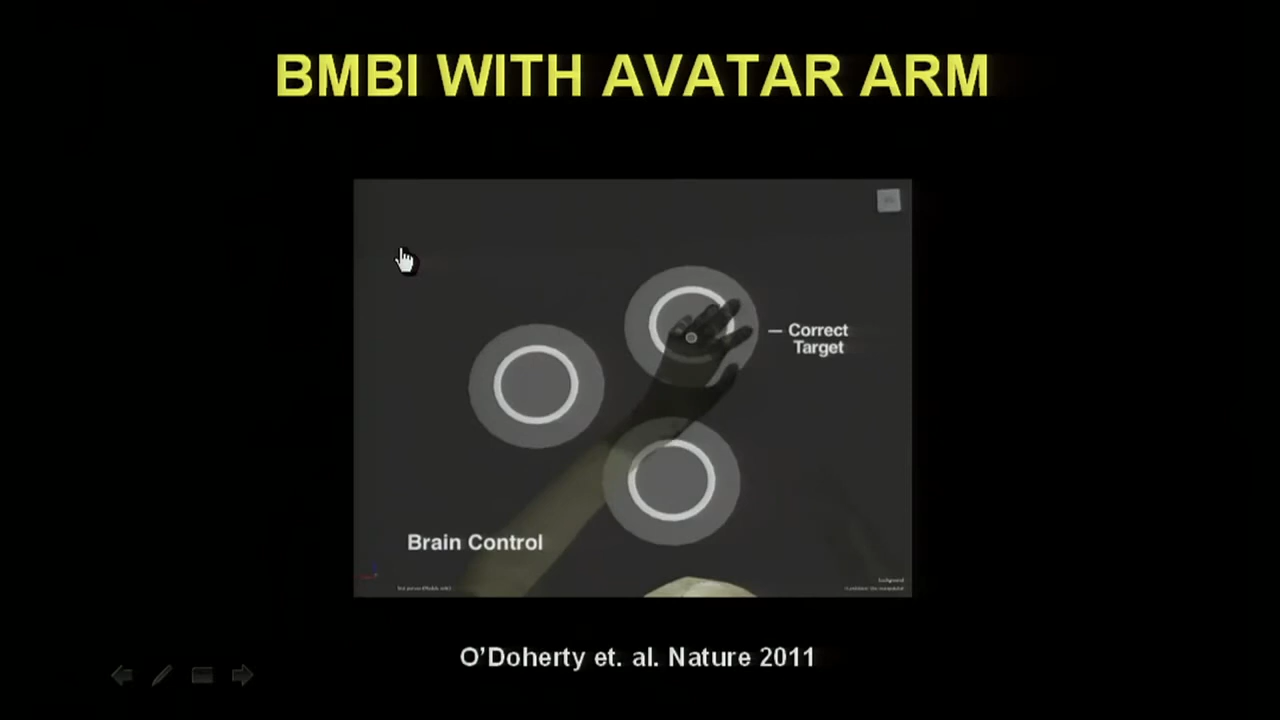 BMBI WITH AVATAR ARM
— Correct
Target
Brain Control
O'Doherty et. al. Nature 2011